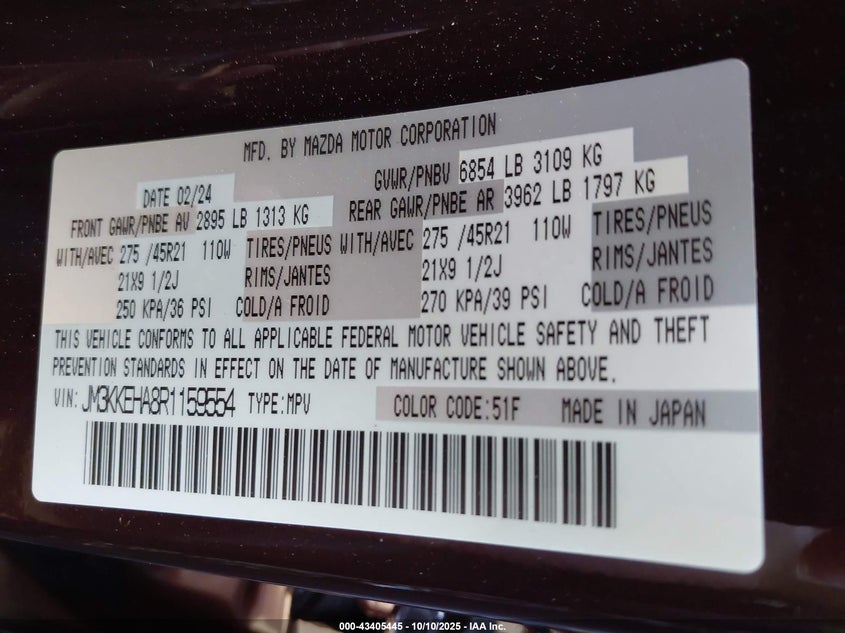 MFD. BY MAZDA MOTOR CORPORATION
DATE 02/24 GVWR/PNBV 6854 LB 3109 KG
FRONT GAWR/PNBE AV 2895 LB 1313 KG REAR GAWR/PNBE AR 3962 LB 1797 KG
WITH/AVEC 275 /45R21 110W TIRES/PNEUS WITH/AVEC 275 /45R21 110W TIRES/PNEUS
21X9 1/2J RIMS/JANTES 21X9 1/2J RIMS/JANTES
250 KPA/36 PSI COLD/A FROID 270 KPA/39 PSI COLD/A FROID
THIS VEHICLE CONFORMS TO ALL APPLICABLE FEDERAL MOTOR VEHICLE SAFETY AND THEFT
PREVENTION STANDARDS IN EFFECT ON THE DATE OF MANUFACTURE SHOWN ABOVE.
VIN: JM3KKEHA8R1159554 TYPE:MPV COLOR CODE:51F MADE IN JAPAN
000-43405445 - 10/10/2025 - IAA Inc.